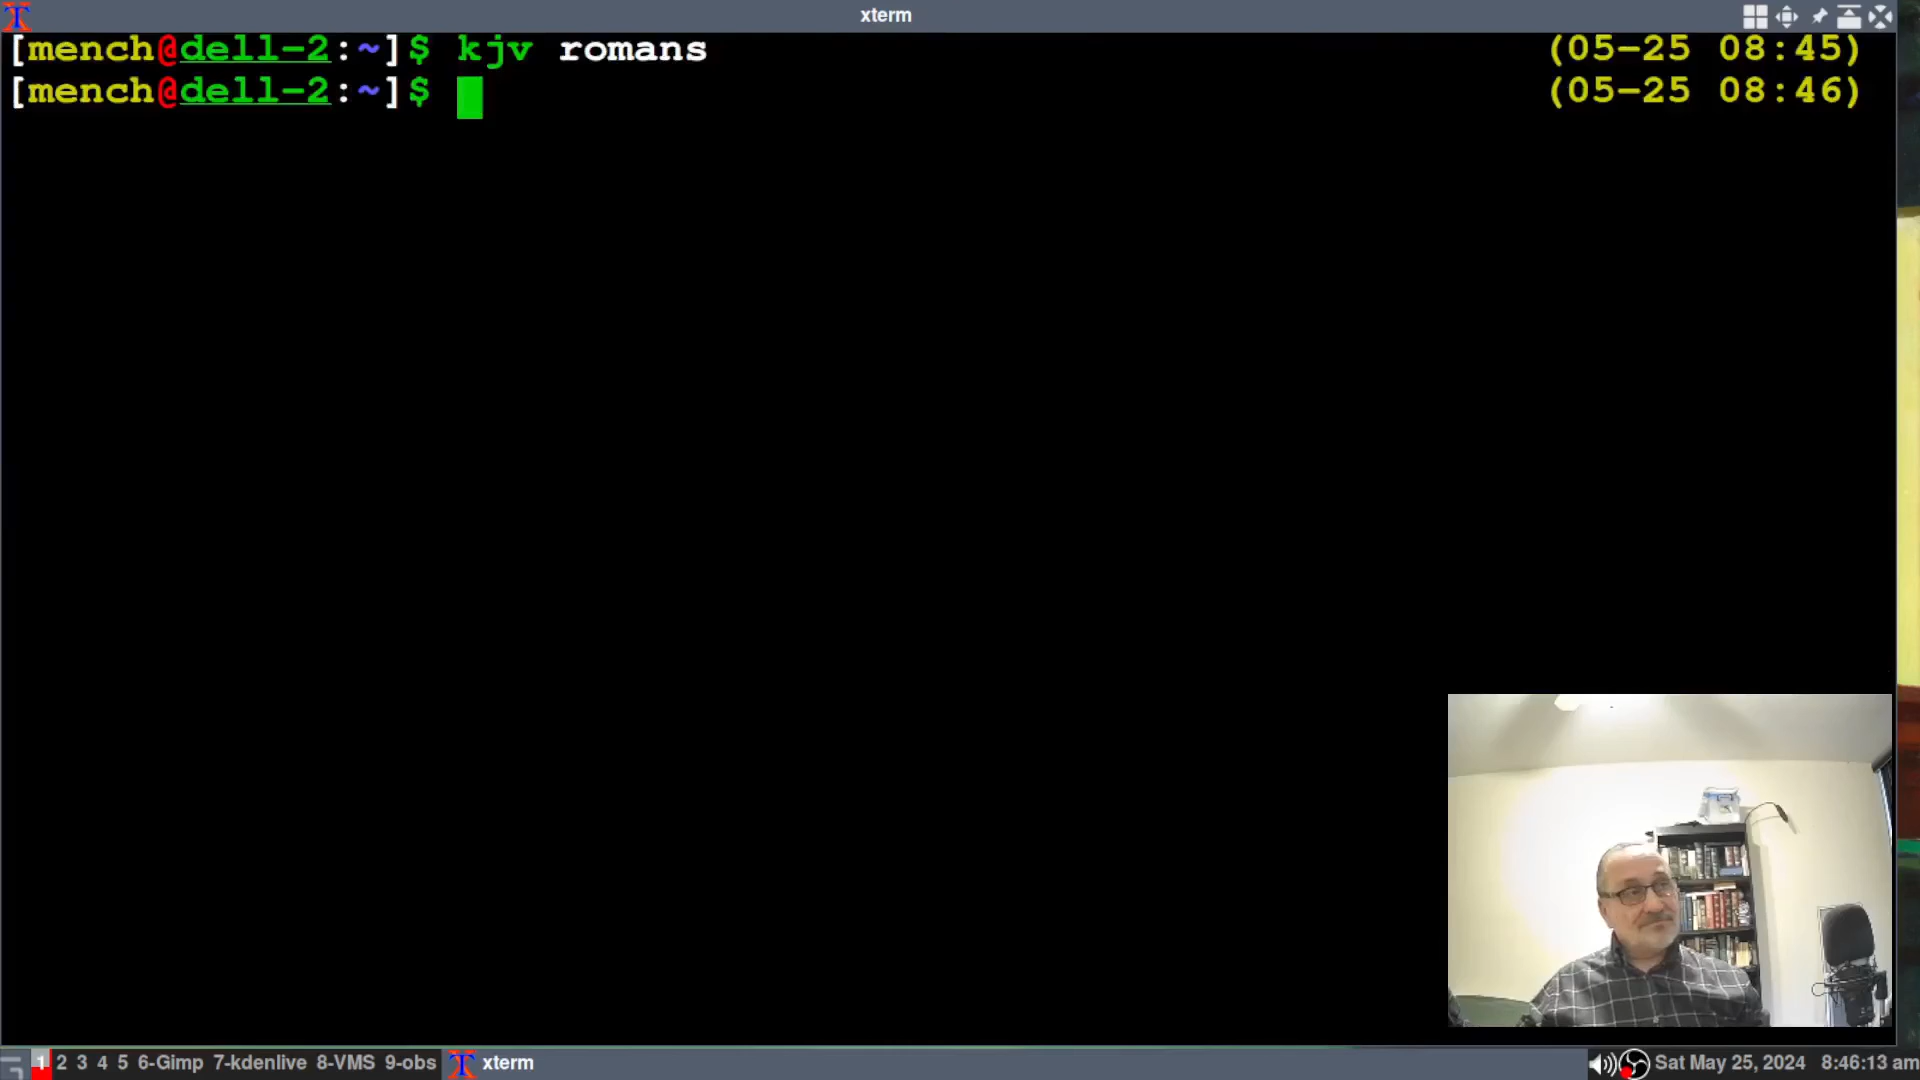 xterm
[mench@dell-2:~]$ kjv romans (05-25 08:45)
[mench@dell-2:~]$ (05-25 08:46)
1 2 3 4 5 6-Gimp 7-kdenlive 8-VMS 9-obs xterm Sat May 25, 2024 8:46:13 am